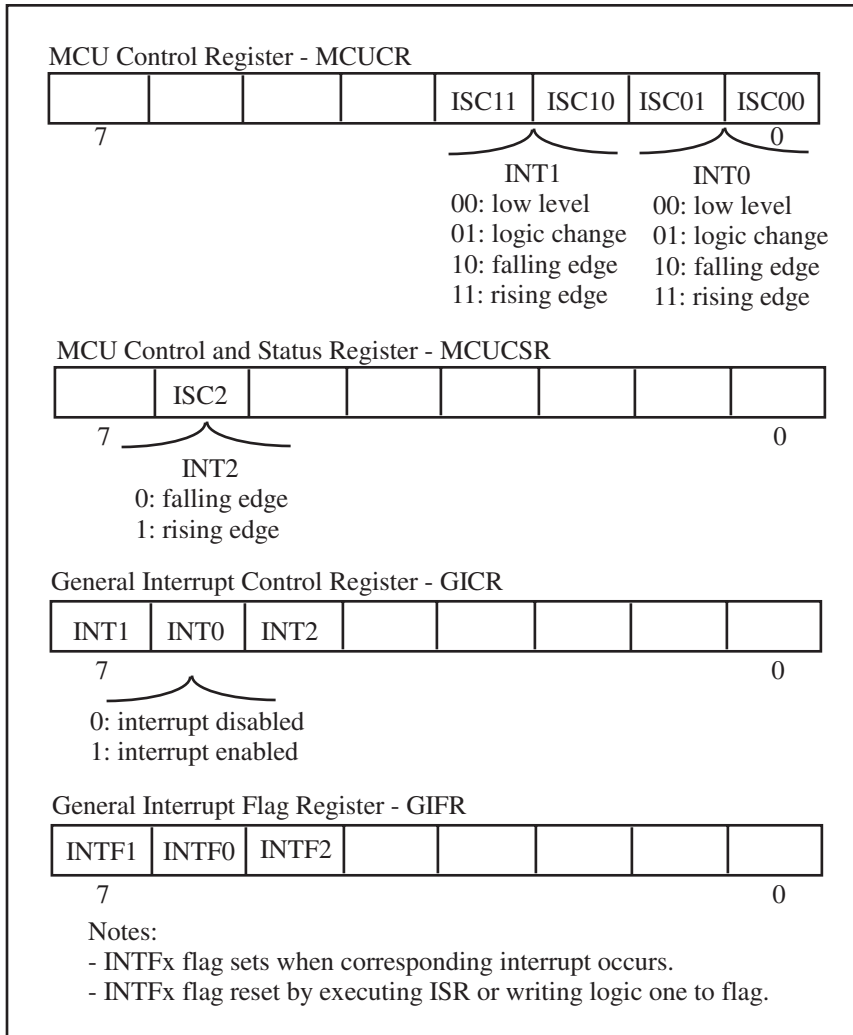 MCU Control Register - MCUCR
ISC11 ISC10 ISC01 ISC00
7 0
INT1 INT0
00: low level 00: low level
01: logic change 01: logic change
10: falling edge 10: falling edge
11: rising edge 11: rising edge
MCU Control and Status Register - MCUCSR
ISC2
7 0
INT2
0: falling edge
1: rising edge
General Interrupt Control Register - GICR
INT1 INT0 INT2
7 0
0: interrupt disabled
1: interrupt enabled
General Interrupt Flag Register - GIFR
INTF1 INTF0 INTF2
7 0
Notes:
- INTFx flag sets when corresponding interrupt occurs.
- INTFx flag reset by executing ISR or writing logic one to flag.